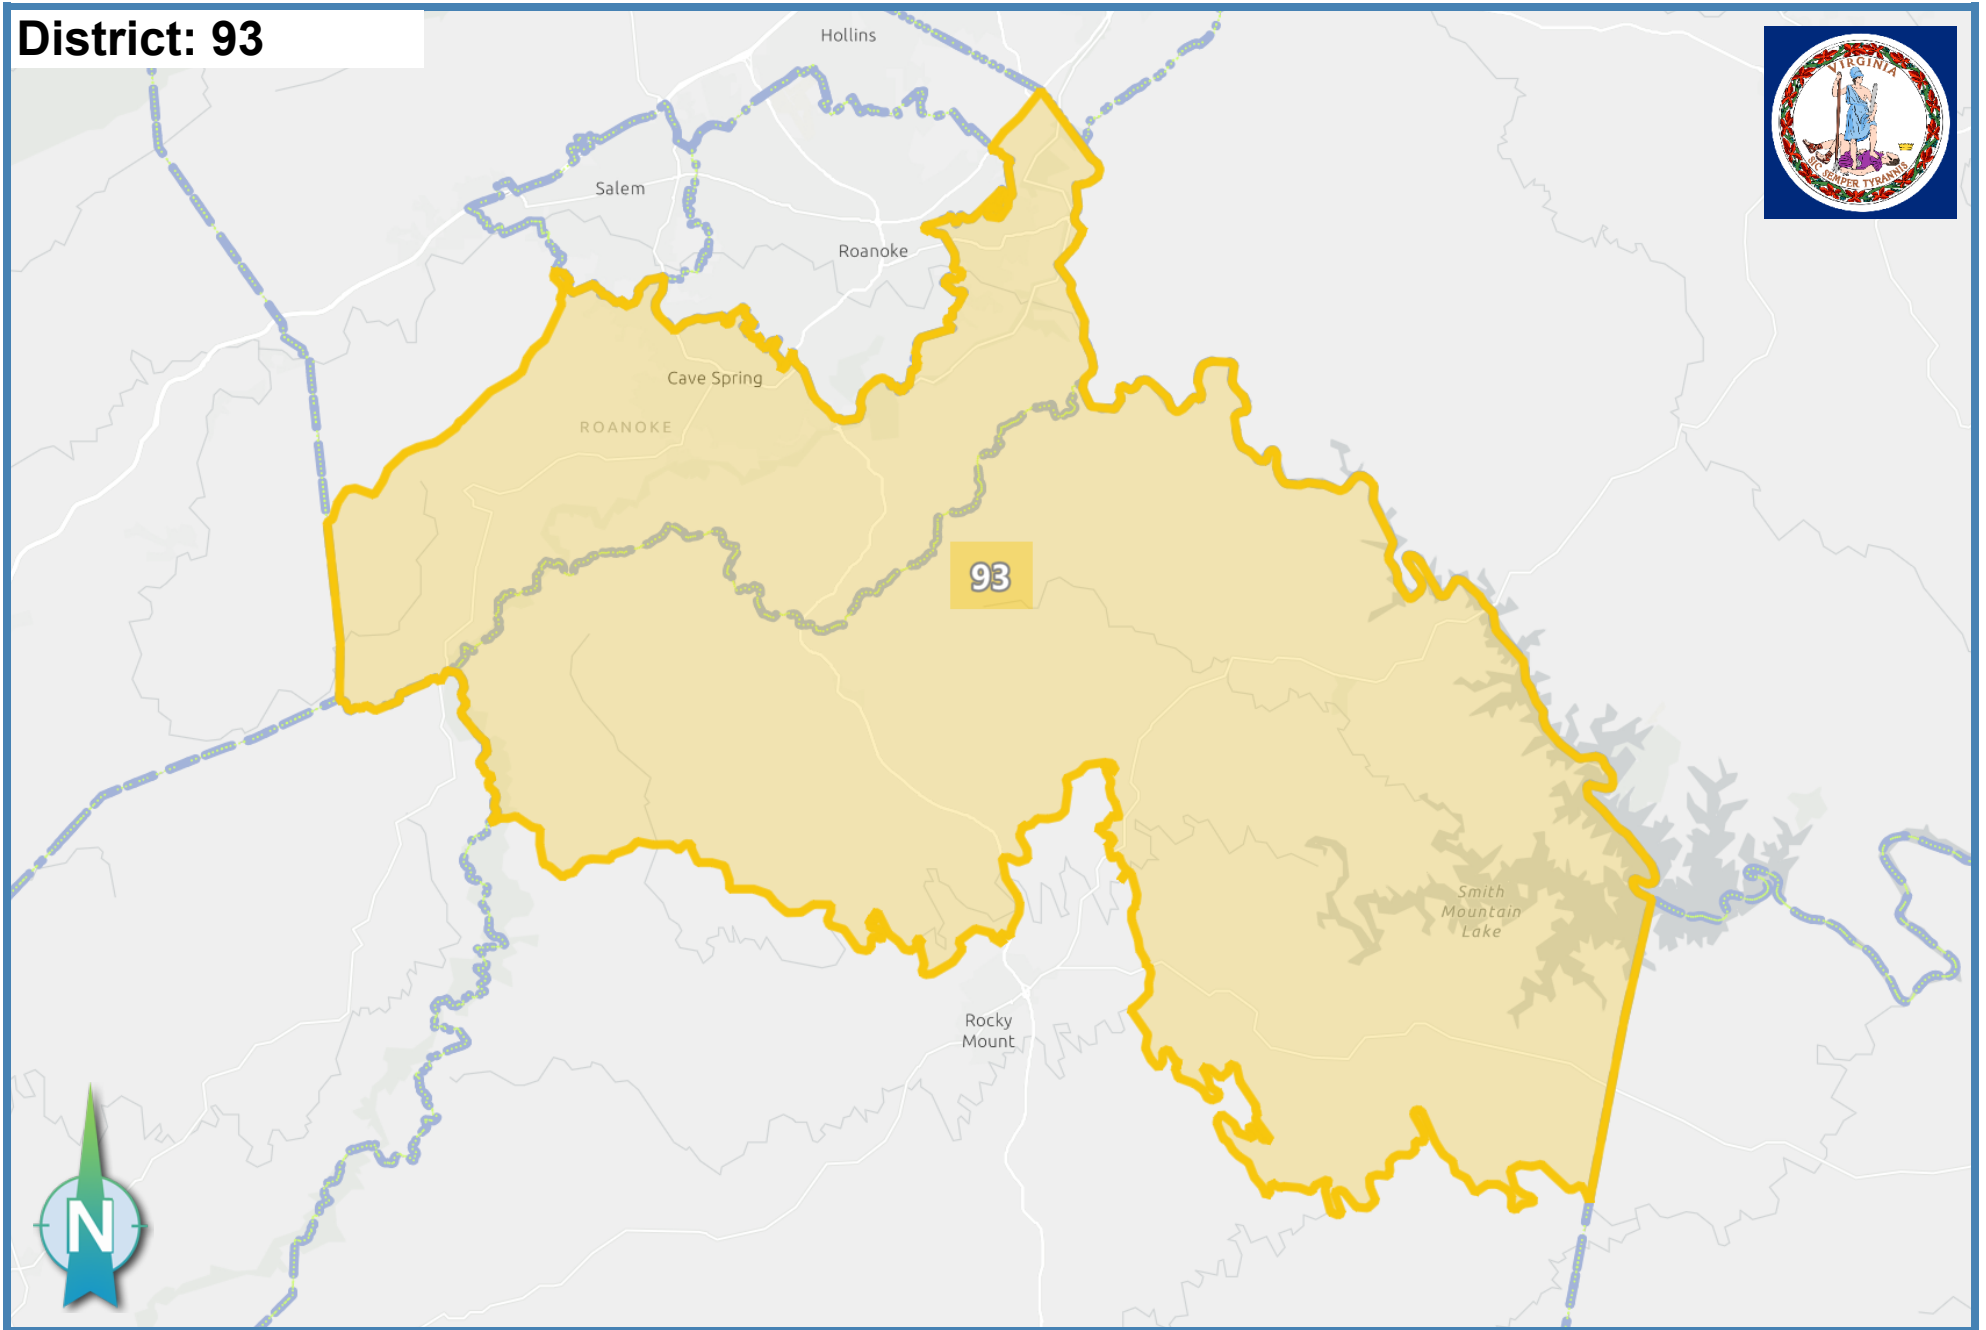 District: 93
Hollins
VIRGINIA
SIC SEMPER TYRANNIS
Salem
Roanoke
Cave Spring
ROANOKE
93
Smith
Mountain
Lake
Rocky
Mount
N